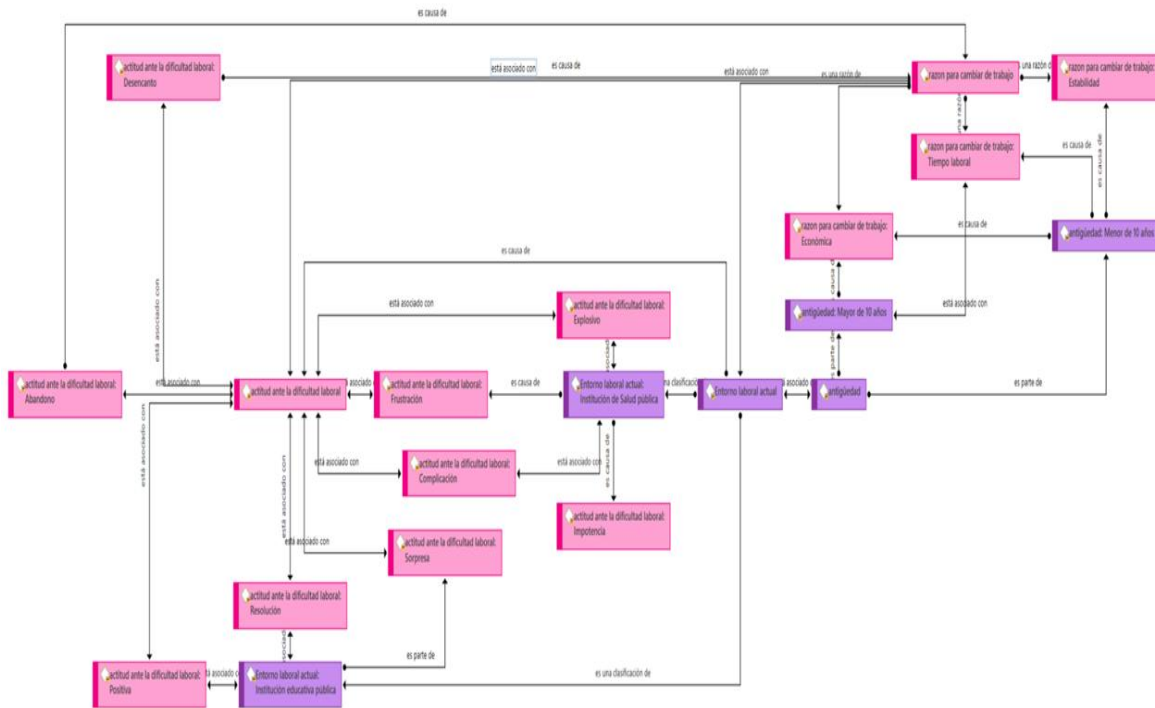 es causa de
actitud ante la dificultad laboral:
Desencanto
está asociado con
es causa de
está asociado con
es una razón de
razon para cambiar de trabajo
una razón d
razon para cambiar de trabajo:
Estabilidad
una razó
razon para cambiar de trabajo:
Tiempo laboral
es causa de
es causa de
razon para cambiar de trabajo:
Económica
es causa de
antigüedad: Menor de 10 años
es causa de
causa d
está asociado con
está asociado con
actitud ante la dificultad laboral:
Explosivo
antigüedad: Mayor de 10 años
está asociado con
sociad
es parte de
actitud ante la dificultad laboral:
Abandono
está asociado con
actitud ante la dificultad laboral
actitud ante la dificultad laboral:
Frustración
es causa de
Entorno laboral actual:
Institución de Salud pública
una clasificación
Entorno laboral actual
antigüedad
es parte de
está asociado con
está asociado con
está asociado con
actitud ante la dificultad laboral:
Complicación
está asociado con
es causa de
actitud ante la dificultad laboral:
Impotencia
está asociado con
actitud ante la dificultad laboral:
Sorpresa
actitud ante la dificultad laboral:
Resolución
es parte de
actitud ante la dificultad laboral:
Positiva
Entorno laboral actual:
Institución educativa pública
es una clasificación de